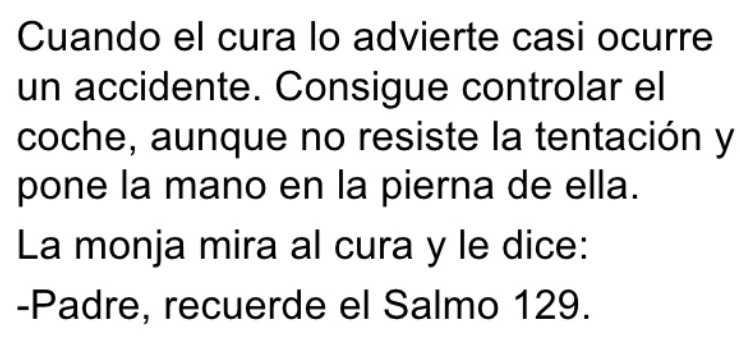 Cuando el cura lo advierte casi ocurre
un accidente. Consigue controlar el
coche, aunque no resiste la tentación y
pone la mano en la pierna de ella.
La monja mira al cura y le dice:
-Padre, recuerde el Salmo 129.